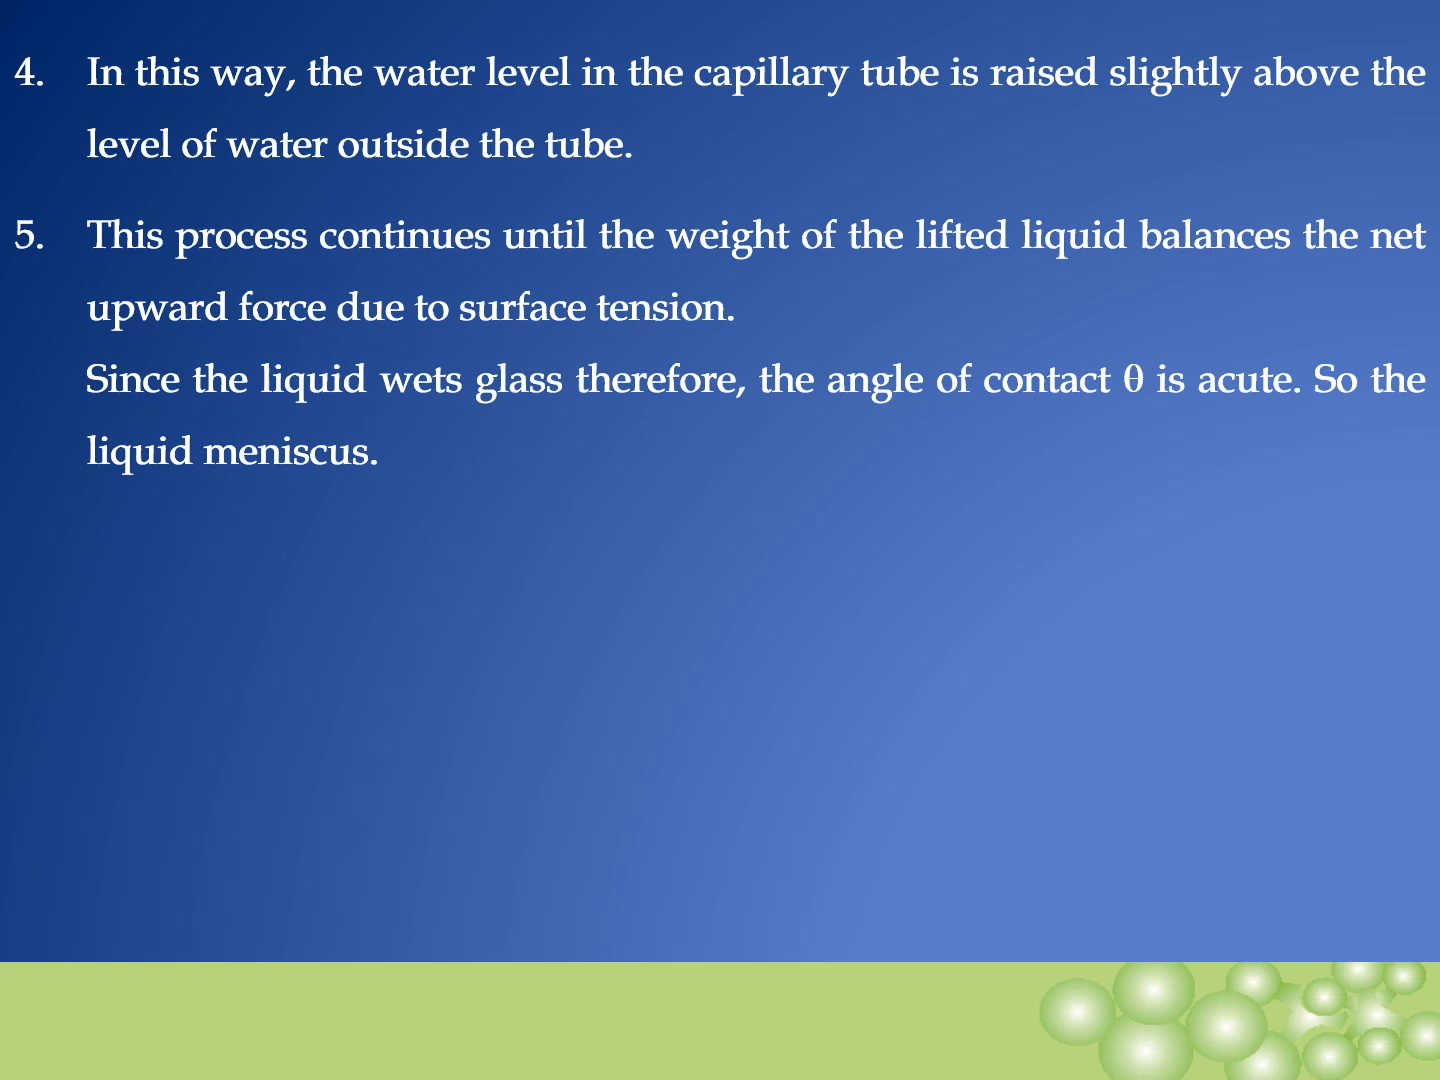 4. In this way, the water level in the capillary tube is raised slightly above the
level of water outside the tube.
5. This process continues until the weight of the lifted liquid balances the net
upward force due to surface tension.
Since the liquid wets glass therefore, the angle of contact θ is acute. So the
liquid meniscus.